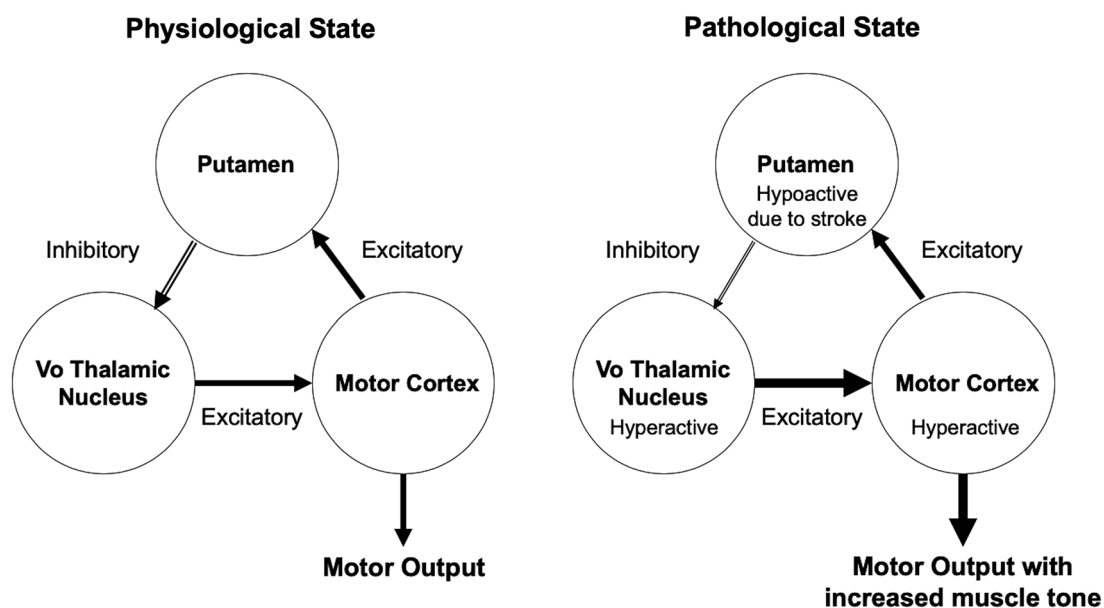 Physiological State
Putamen
Inhibitory
Excitatory
Vo Thalamic
Nucleus
Motor Cortex
Excitatory
Motor Output
Pathological State
Putamen
Hypoactive
due to stroke
Inhibitory
Excitatory
Vo Thalamic
Nucleus
Hyperactive
Motor Cortex
Hyperactive
Excitatory
Motor Output with
increased muscle tone